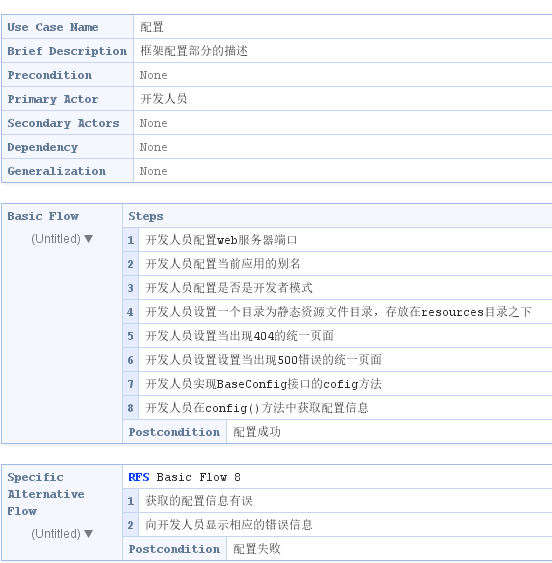 Use Case Name 配置
Brief Description 框架配置部分的描述
Precondition None
Primary Actor 开发人员
Secondary Actors None
Dependency None
Generalization None
Basic Flow Steps
(Untitled) ▼
1 开发人员配置web服务器端口
2 开发人员配置当前应用的别名
3 开发人员配置是否是开发者模式
4 开发人员设置一个目录为静态资源文件目录，存放在resources目录之下
5 开发人员设置当出现404的统一页面
6 开发人员设置设置当出现500错误的统一页面
7 开发人员实现BaseConfig接口的cofig方法
8 开发人员在config()方法中获取配置信息
Postcondition 配置成功
Specific Alternative Flow RFS Basic Flow 8
(Untitled) ▼
1 获取的配置信息有误
2 向开发人员显示相应的错误信息
Postcondition 配置失败